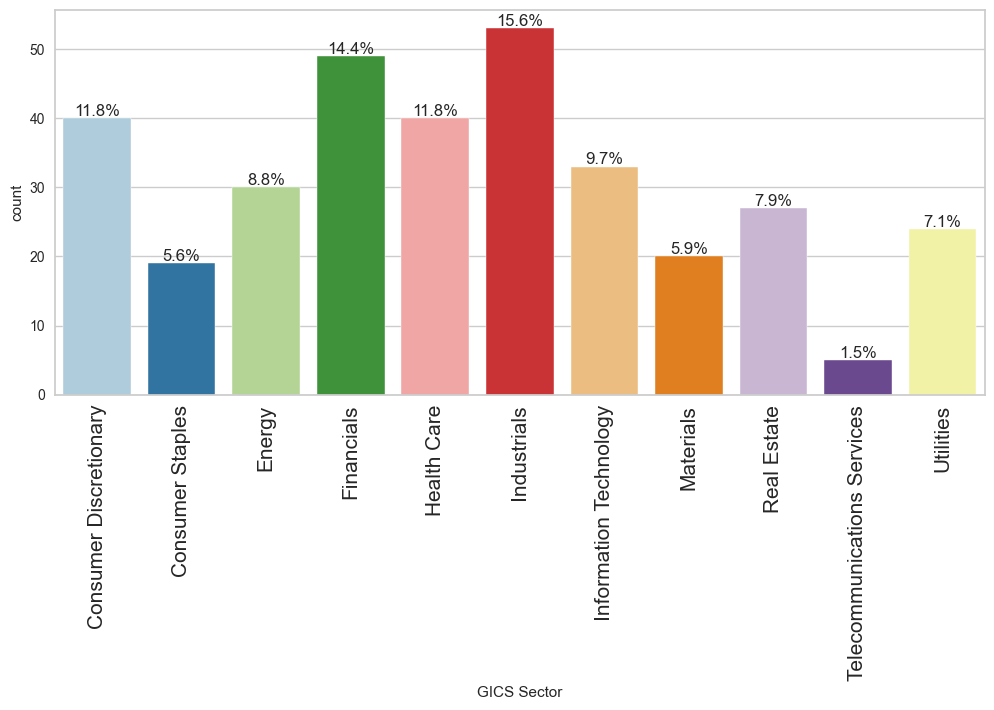 15.6%
14.4%
11.8%
11.8%
9.7%
8.8%
7.9%
7.1%
5.9%
5.6%
1.5%
50
40
30
20
10
0
count
Consumer Discretionary
Consumer Staples
Energy
Financials
Health Care
Industrials
Information Technology
Materials
Real Estate
Telecommunications Services
Utilities
GICS Sector